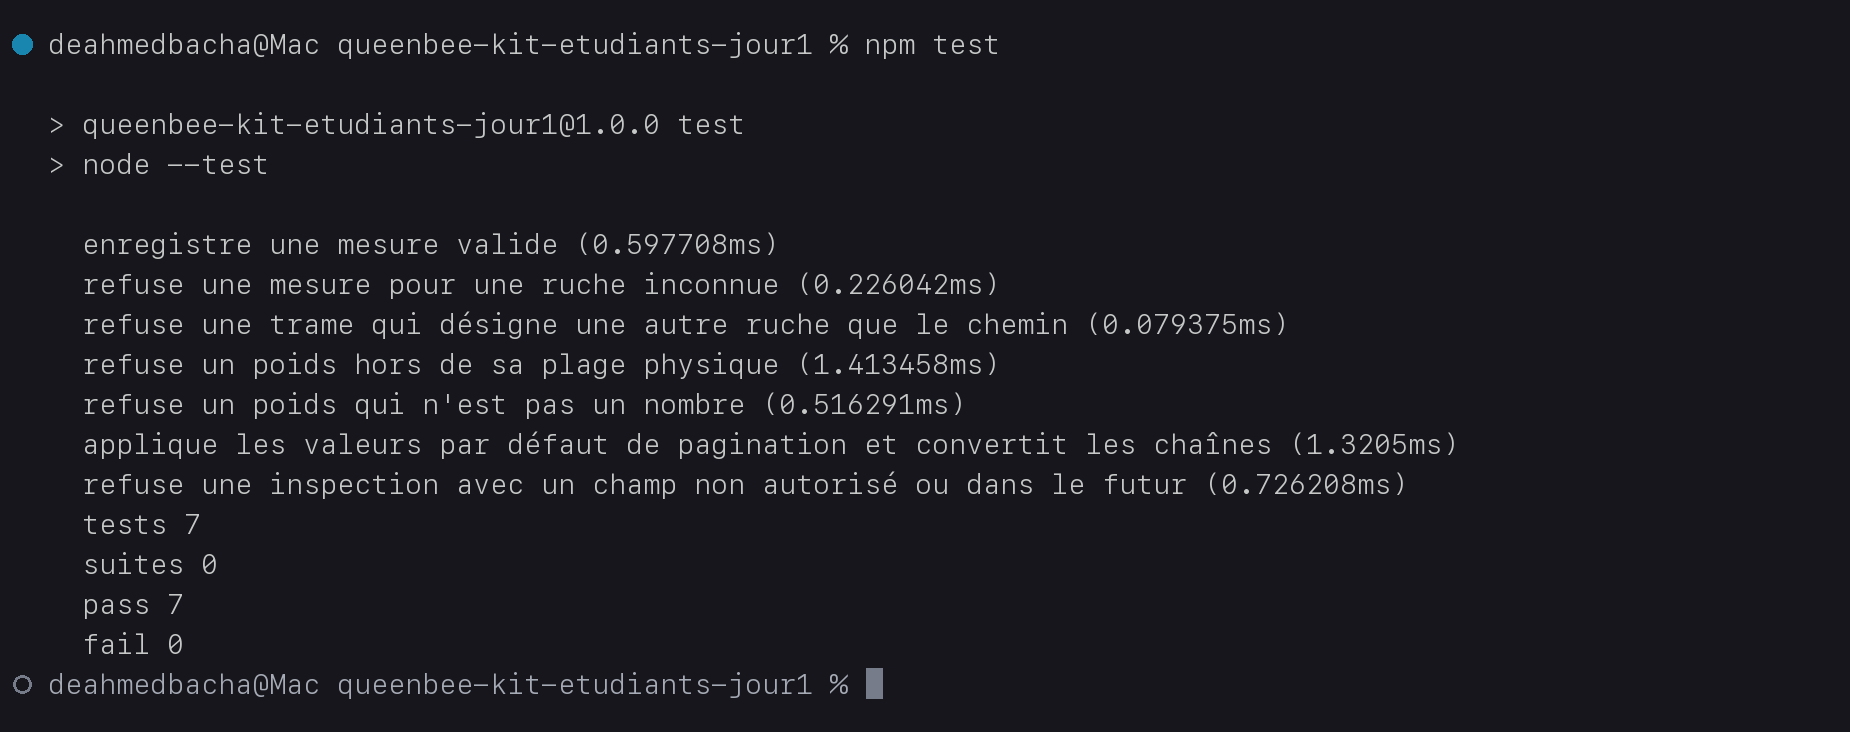 deahmedbacha@Mac queenbee-kit-etudiants-jour1 % npm test
> queenbee-kit-etudiants-jour1@1.0.0 test
> node --test
enregistre une mesure valide (0.597708ms)
refuse une mesure pour une ruche inconnue (0.226042ms)
refuse une trame qui désigne une autre ruche que le chemin (0.079375ms)
refuse un poids hors de sa plage physique (1.413458ms)
refuse un poids qui n'est pas un nombre (0.516291ms)
applique les valeurs par défaut de pagination et convertit les chaînes (1.3205ms)
refuse une inspection avec un champ non autorisé ou dans le futur (0.726208ms)
tests 7
suites 0
pass 7
fail 0
deahmedbacha@Mac queenbee-kit-etudiants-jour1 %